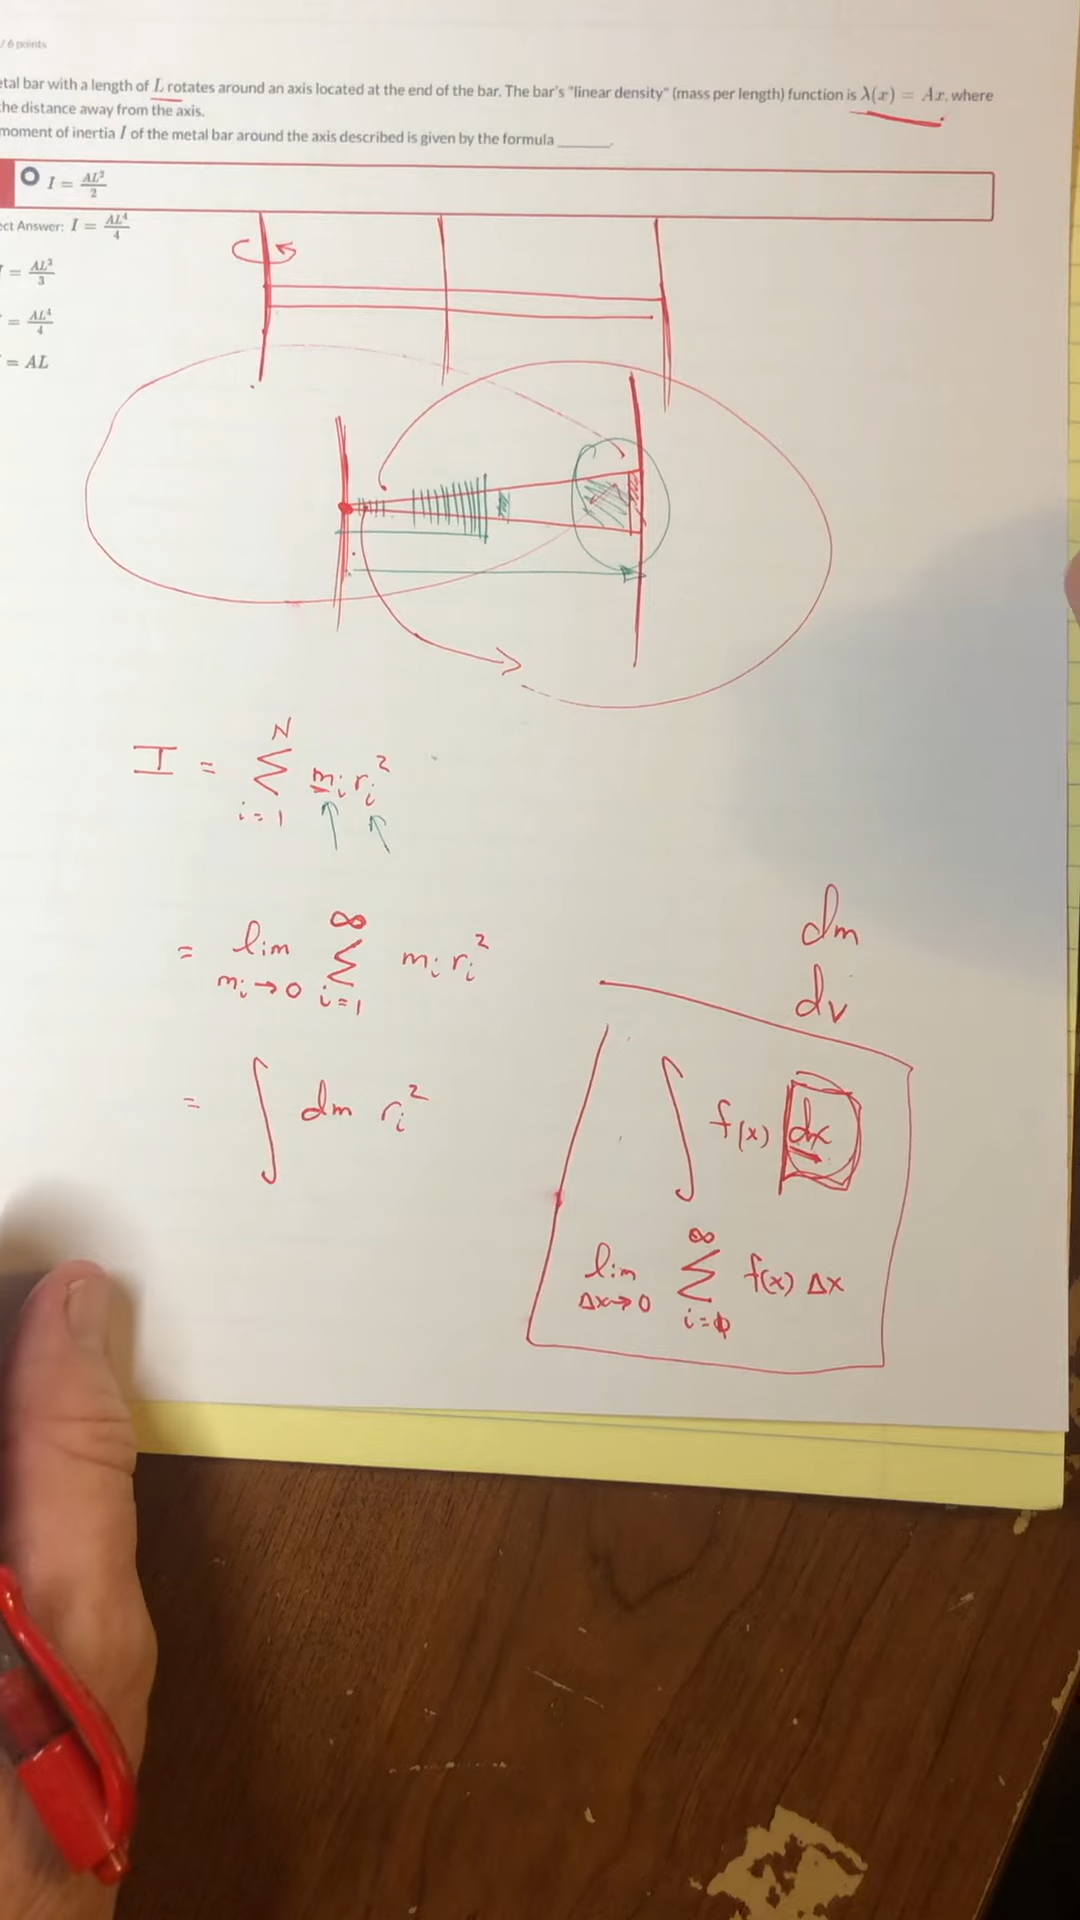 / 6 points
etal bar with a length of L rotates around an axis located at the end of the bar. The bar's "linear density" (mass per length) function is λ(x) = Ax, where
he distance away from the axis.
moment of inertia I of the metal bar around the axis described is given by the formula ______.
I = AL²/2
ect Answer: I = AL⁴/4
I = AL³/3
= AL⁴/4
= AL
I = Σ_{i=1}^{N} m_i r_i²
= lim_{m_i→0} Σ_{i=1}^{∞} m_i r_i²
dm
dv
= ∫ dm r_i²
∫ f(x) dx
lim_{Δx→0} Σ_{i=0}^{∞} f(x) Δx